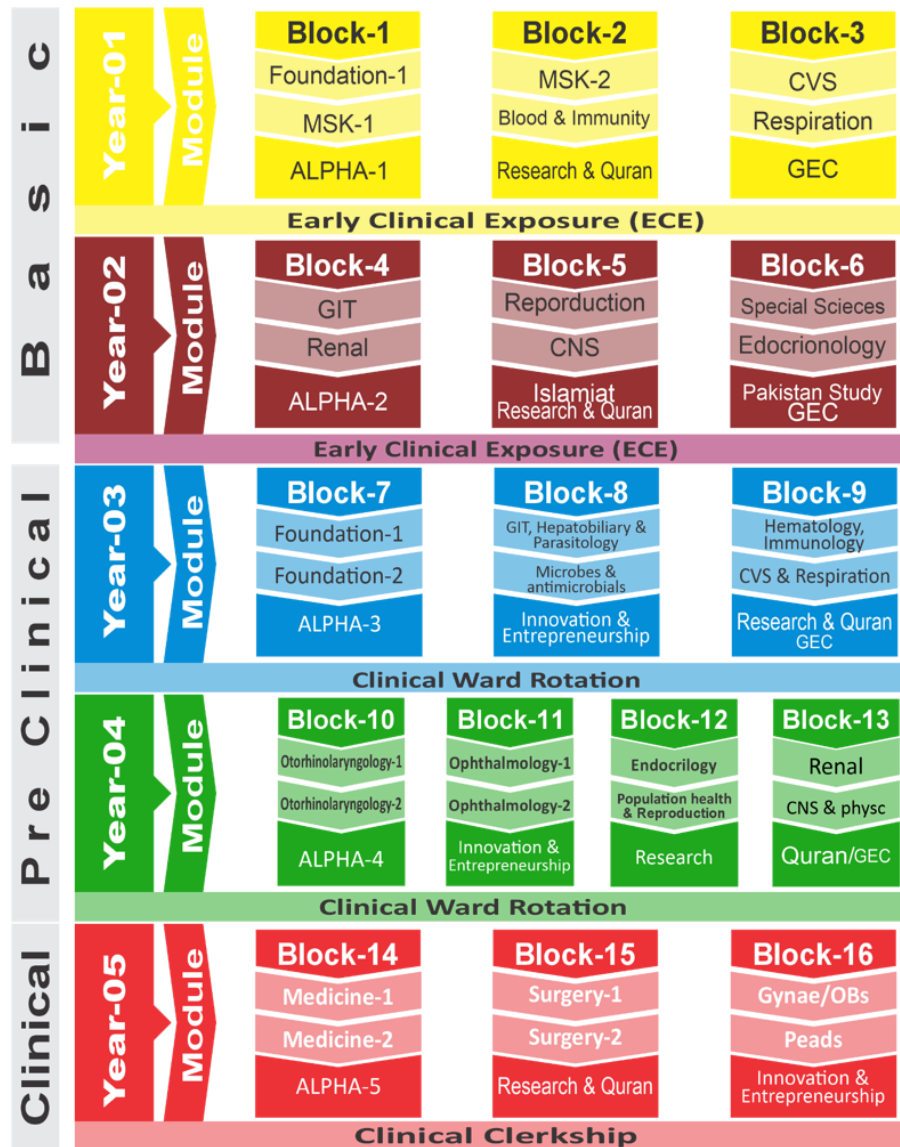 Basic
Year-01
Module
Block-1
Foundation-1
MSK-1
ALPHA-1
Block-2
MSK-2
Blood & Immunity
Research & Quran
Block-3
CVS
Respiration
GEC
Early Clinical Exposure (ECE)
Year-02
Module
Block-4
GIT
Renal
ALPHA-2
Block-5
Reporduction
CNS
Islamiat
Research & Quran
Block-6
Special Scieces
Edocrionology
Pakistan Study
GEC
Early Clinical Exposure (ECE)
Pre Clinical
Year-03
Module
Block-7
Foundation-1
Foundation-2
ALPHA-3
Block-8
GIT, Hepatobiliary &
Parasitology
Microbes &
antimicrobials
Innovation &
Entrepreneurship
Block-9
Hematology,
Immunology
CVS & Respiration
Research & Quran
GEC
Clinical Ward Rotation
Year-04
Module
Block-10
Otorhinolaryngology-1
Otorhinolaryngology-2
ALPHA-4
Block-11
Ophthalmology-1
Ophthalmology-2
Innovation &
Entrepreneurship
Block-12
Endocrilogy
Population health
& Reproduction
Research
Block-13
Renal
CNS & physc
Quran/GEC
Clinical Ward Rotation
Clinical
Year-05
Module
Block-14
Medicine-1
Medicine-2
ALPHA-5
Block-15
Surgery-1
Surgery-2
Research & Quran
Block-16
Gynae/OBs
Peads
Innovation &
Entrepreneurship
Clinical Clerkship